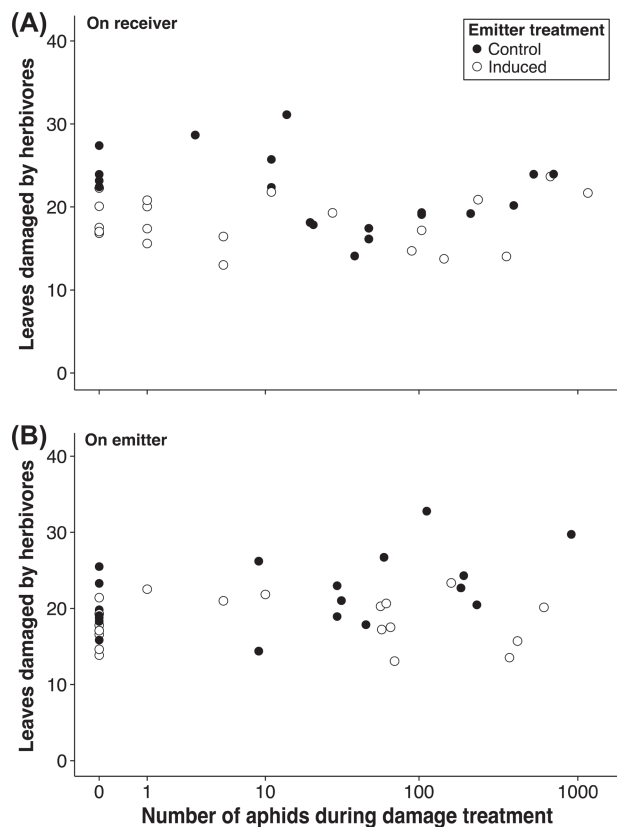 (A)
On receiver
Emitter treatment
Control
Induced
40
30
20
10
0
Leaves damaged by herbivores
(B)
On emitter
40
30
20
10
0
Leaves damaged by herbivores
0 1 10 100 1000
Number of aphids during damage treatment